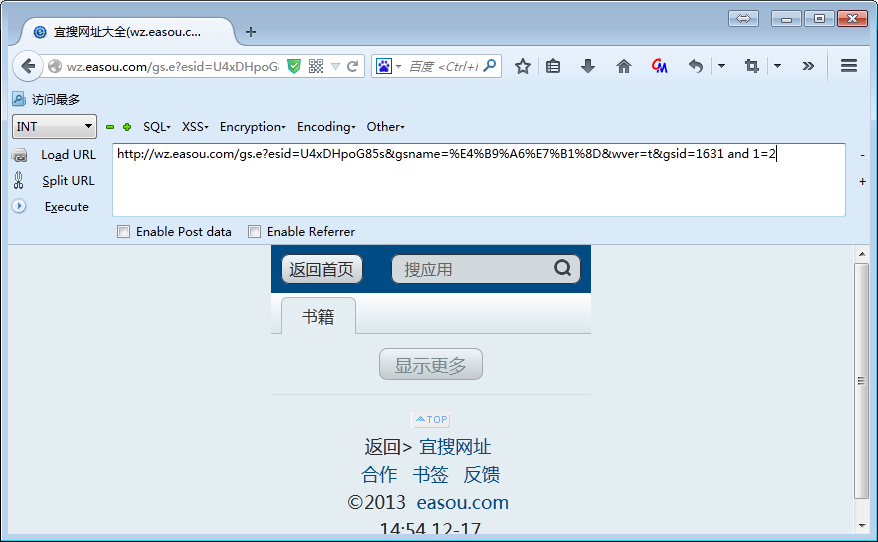 宜搜网址大全(wz.easou.c...
wz.easou.com/gs.e?esid=U4xDHpoG8
百度 <Ctrl+
访问最多
INT SQL XSS Encryption Encoding Other
Load URL
http://wz.easou.com/gs.e?esid=U4xDHpoG85s&gsname=%E4%B9%A6%E7%B1%8D&wver=t&gsid=1631 and 1=2
Split URL
Execute
Enable Post data Enable Referrer
返回首页 搜应用
书籍
显示更多
TOP
返回> 宜搜网址
合作 书签 反馈
©2013 easou.com
14:54 12-17